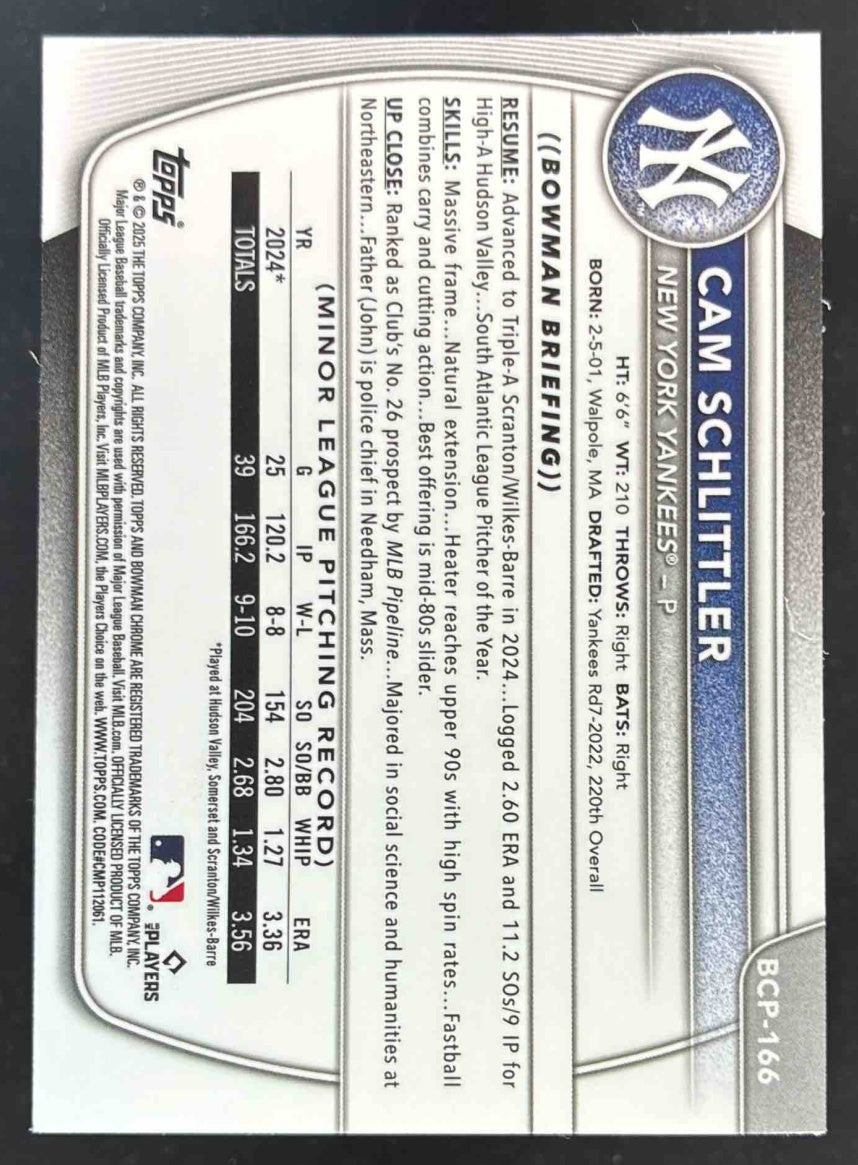 BCP-166
NY
CAM SCHLITTLER
NEW YORK YANKEES® – P
HT: 6'6" WT: 210 THROWS: Right BATS: Right
BORN: 2-5-01, Walpole, MA DRAFTED: Yankees Rd7-2022, 220th Overall
((BOWMAN BRIEFING))
RESUME: Advanced to Triple-A Scranton/Wilkes-Barre in 2024...Logged 2.60 ERA and 11.2 SOs/9 IP for
High-A Hudson Valley...South Atlantic League Pitcher of the Year.
SKILLS: Massive frame...Natural extension...Heater reaches upper 90s with high spin rates...Fastball
combines carry and cutting action...Best offering is mid-80s slider.
UP CLOSE: Ranked as Club's No. 26 prospect by MLB Pipeline...Majored in social science and humanities at
Northeastern...Father (John) is police chief in Needham, Mass.
(MINOR LEAGUE PITCHING RECORD)
YR G IP W-L SO SO/BB WHIP ERA
2024* 25 120.2 8-8 154 2.80 1.27 3.36
TOTALS 39 166.2 9-10 204 2.68 1.34 3.56
*Played at Hudson Valley, Somerset and Scranton/Wilkes-Barre
topps®
® & © 2025 THE TOPPS COMPANY, INC. ALL RIGHTS RESERVED. TOPPS AND BOWMAN CHROME ARE REGISTERED TRADEMARKS OF THE TOPPS COMPANY, INC.
Major League Baseball trademarks and copyrights are used with permission of Major League Baseball. Visit MLB.com. OFFICIALLY LICENSED PRODUCT OF MLB.
Officially Licensed Product of MLB Players, Inc. Visit MLBPLAYERS.COM, the Players Choice on the web. WWW.TOPPS.COM. CODE#CMP112061.
MLB PLAYERS